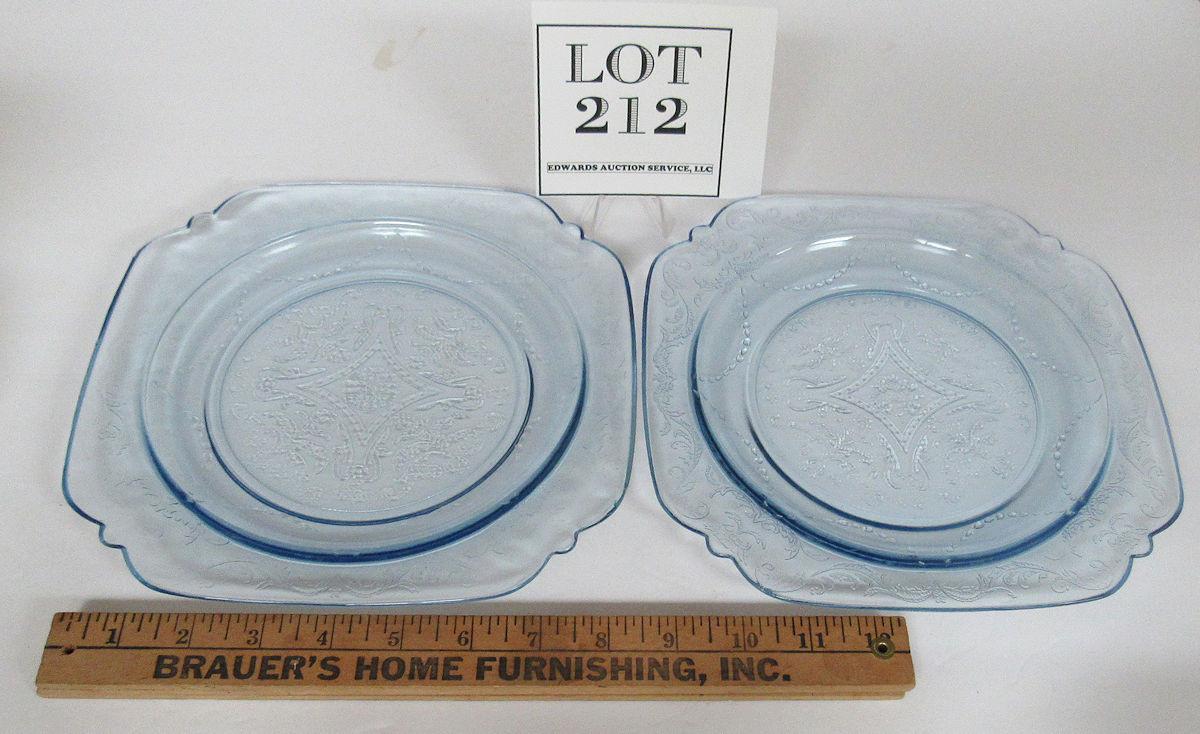 LOT
212
EDWARDS AUCTION SERVICE, LLC
1 2 3 4 5 6 7 8 9 10 11 12
BRAUER'S HOME FURNISHING, INC.